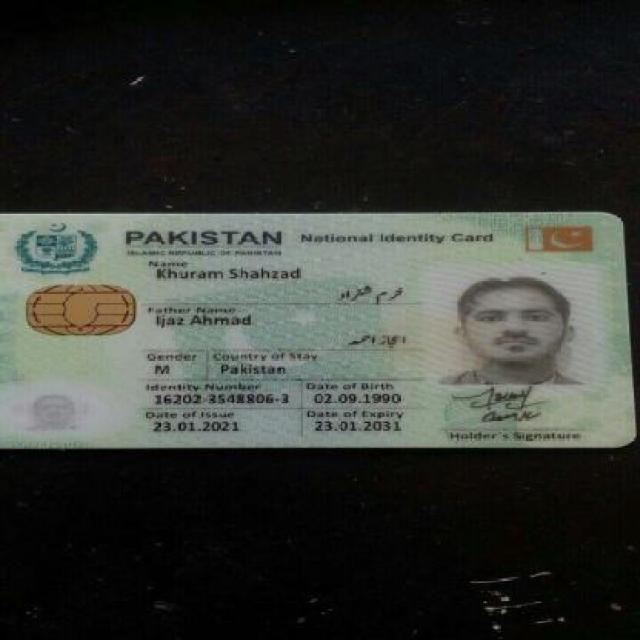 PAKISTAN National Identity Card
ISLAMIC REPUBLIC OF PAKISTAN
Name
Khuram Shahzad
خرم شہزاد
Father Name
Ijaz Ahmad
اعجاز احمد
Gender Country of Stay
M Pakistan
Identity Number Date of Birth
16202-3548806-3 02.09.1990
Date of Issue Date of Expiry
23.01.2021 23.01.2031
Holder's Signature